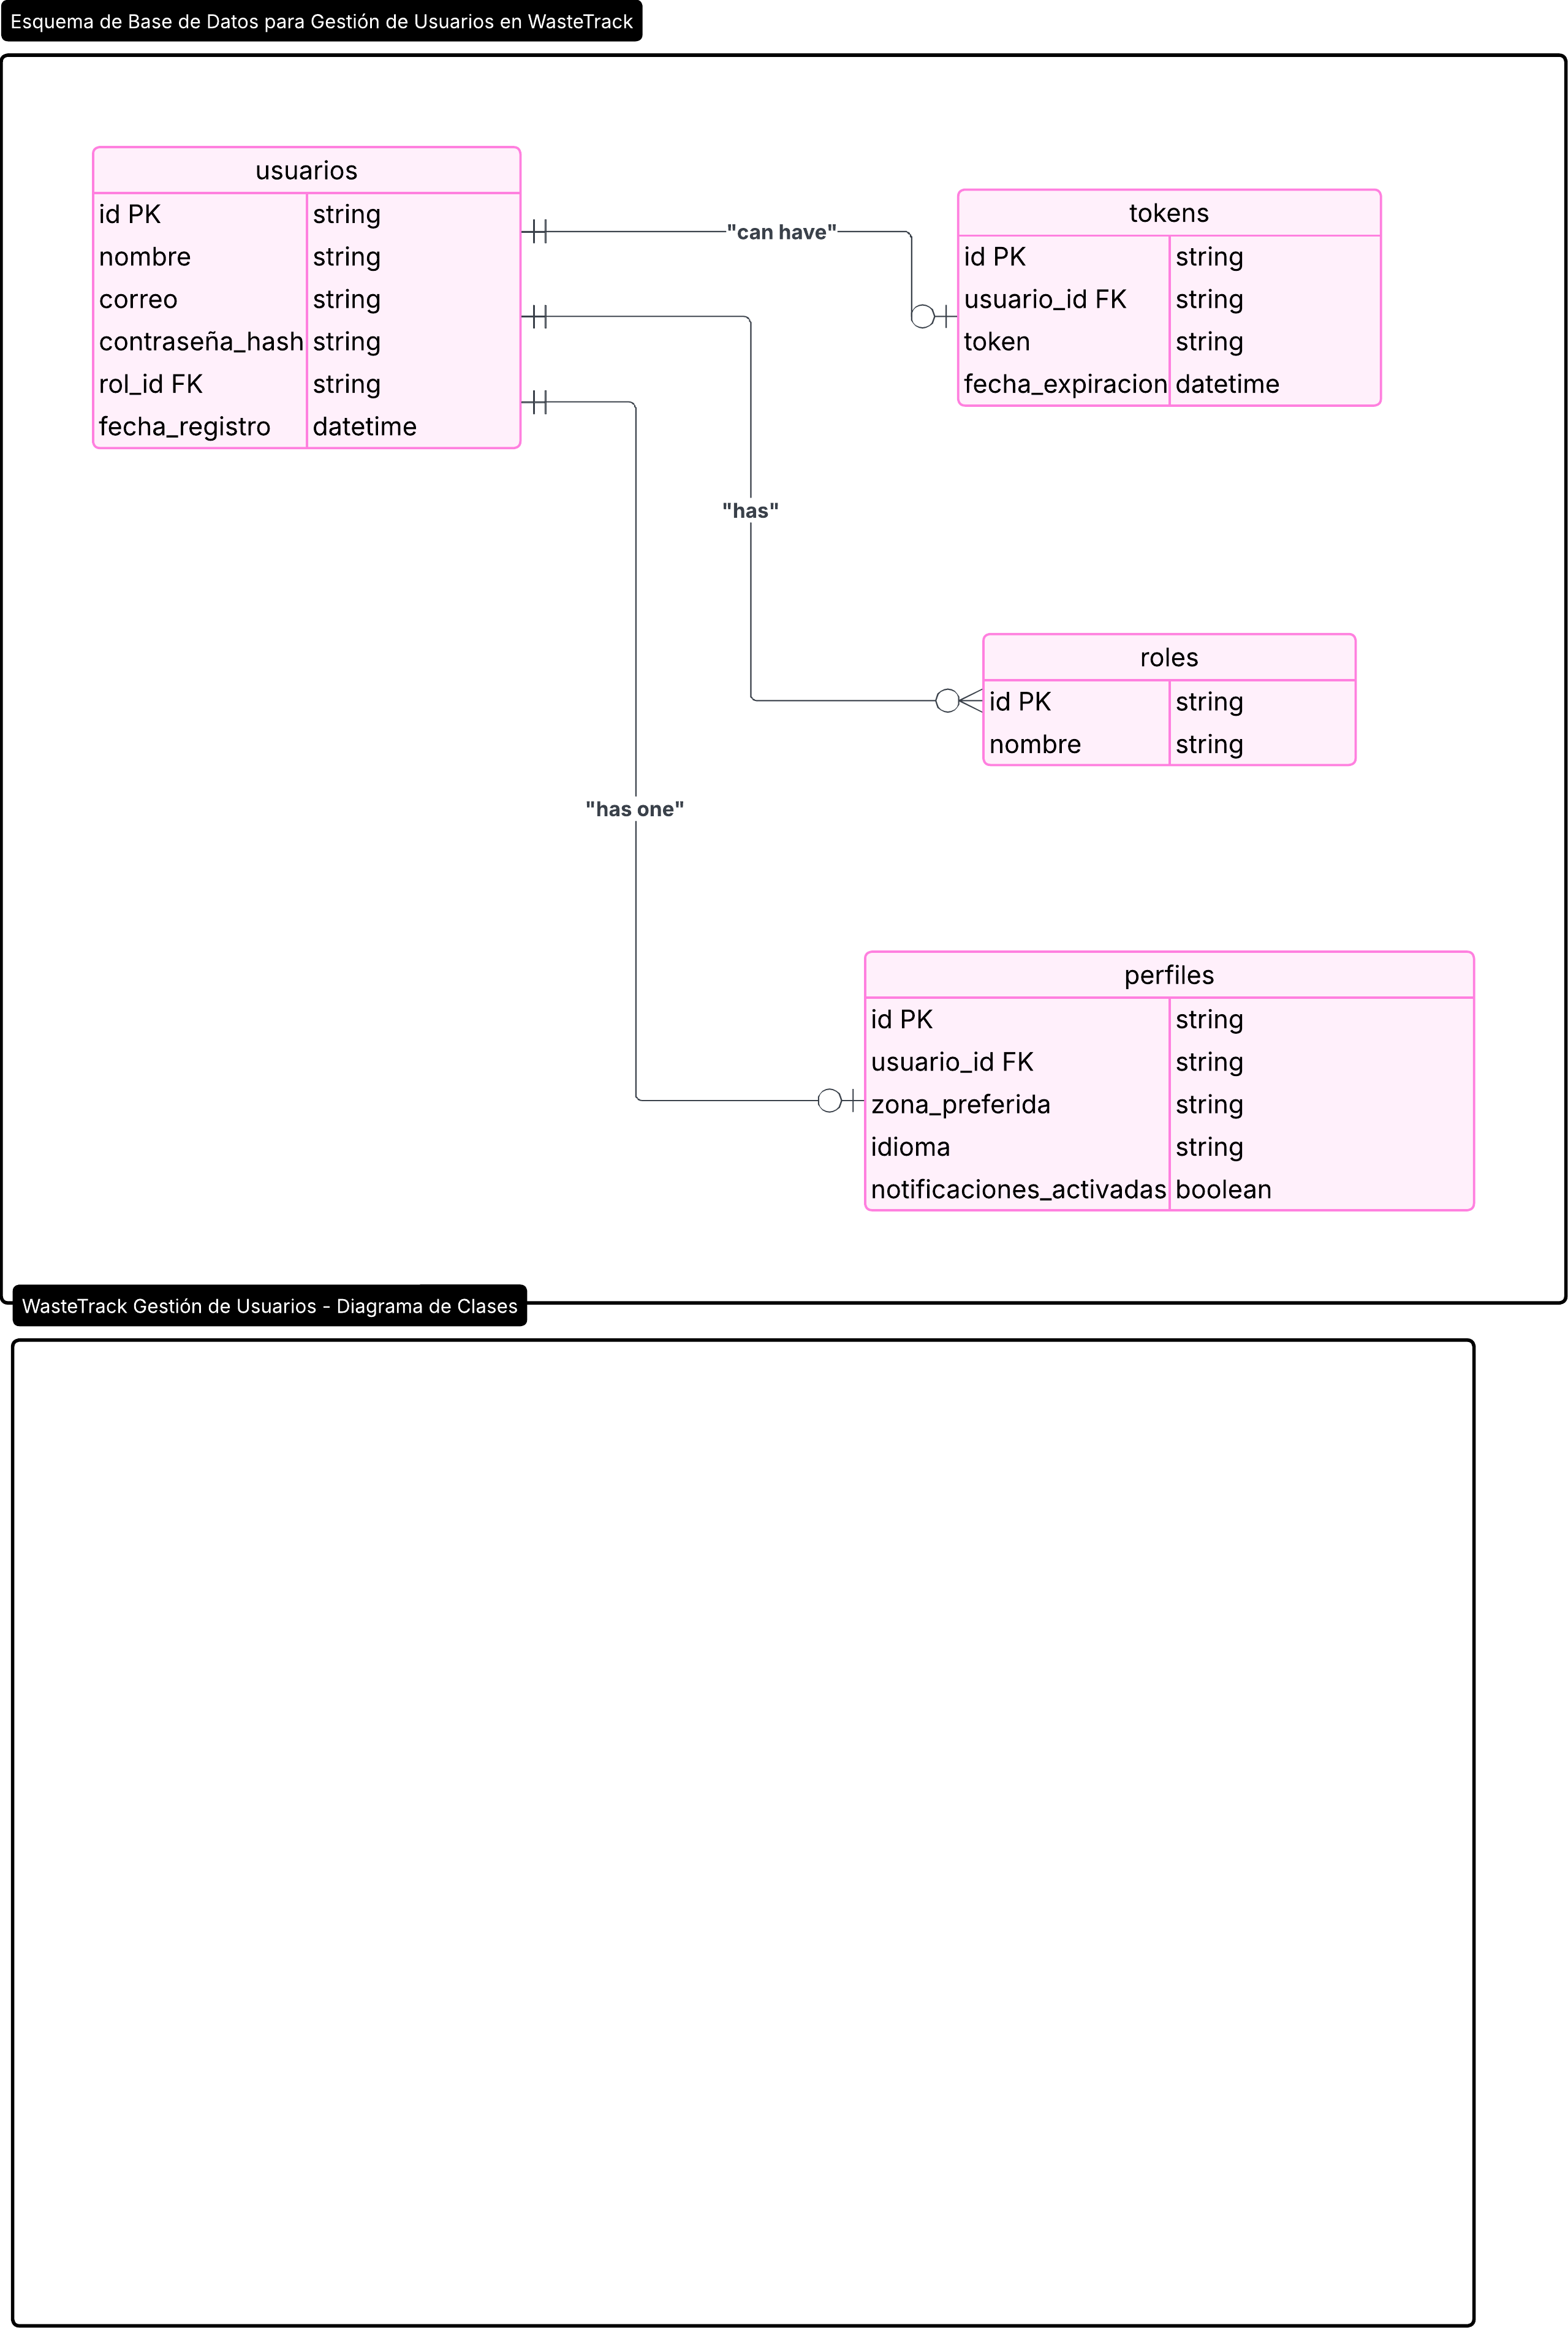 Esquema de Base de Datos para Gestión de Usuarios en WasteTrack
usuarios
id PK string
nombre string
correo string
contraseña_hash string
rol_id FK string
fecha_registro datetime
"can have"
tokens
id PK string
usuario_id FK string
token string
fecha_expiracion datetime
"has"
roles
id PK string
nombre string
"has one"
perfiles
id PK string
usuario_id FK string
zona_preferida string
idioma string
notificaciones_activadas boolean
WasteTrack Gestión de Usuarios - Diagrama de Clases